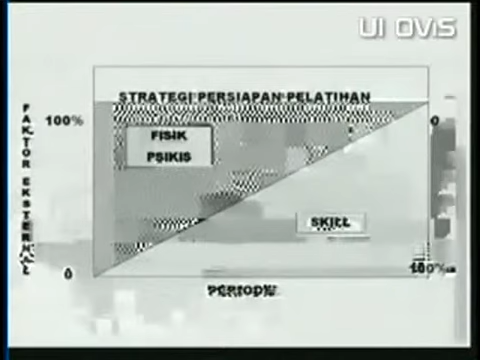 UI OVIS
STRATEGI PERSIAPAN PELATIHAN
FAKTOR EKSTERNAL
100%
0
FISIK
PSIKIS
SKILL
0
100%
PERIODE